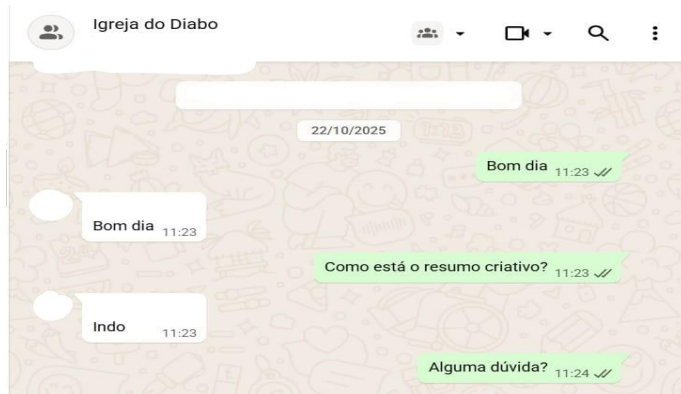 Igreja do Diabo
22/10/2025
Bom dia 11:23
Bom dia 11:23
Como está o resumo criativo? 11:23
Indo 11:23
Alguma dúvida? 11:24